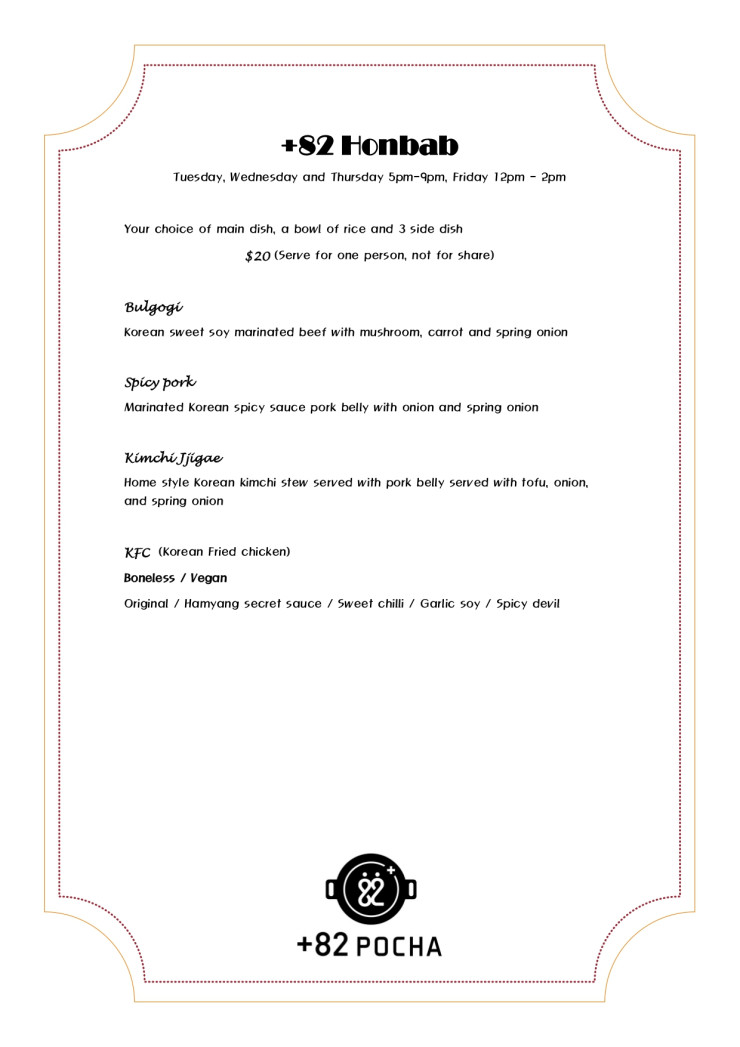 +82 Honbab
Tuesday, Wednesday and Thursday 5pm-9pm, Friday 12pm - 2pm
Your choice of main dish, a bowl of rice and 3 side dish
$20 (Serve for one person, not for share)
Bulgogi
Korean sweet soy marinated beef with mushroom, carrot and spring onion
Spicy pork
Marinated Korean spicy sauce pork belly with onion and spring onion
Kimchi Jjigae
Home style Korean kimchi stew served with pork belly served with tofu, onion,
and spring onion
KFC (Korean Fried chicken)
Boneless / Vegan
Original / Hamyang secret sauce / Sweet chilli / Garlic soy / Spicy devil
82+
+82 POCHA